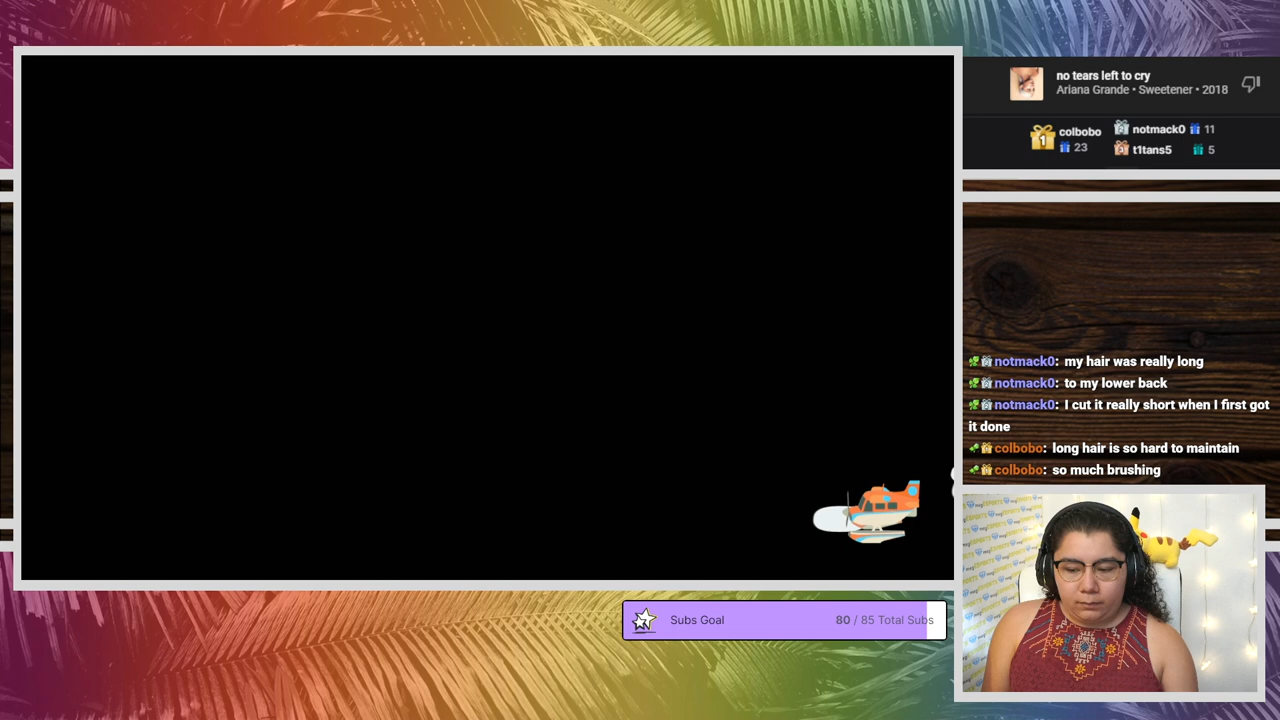 no tears left to cry
Ariana Grande • Sweetener • 2018
1
colbobo
23
notmack0 11
t1tans5 5
notmack0: my hair was really long
notmack0: to my lower back
notmack0: I cut it really short when I first got
it done
colbobo: long hair is so hard to maintain
colbobo: so much brushing
Subs Goal 80 / 85 Total Subs